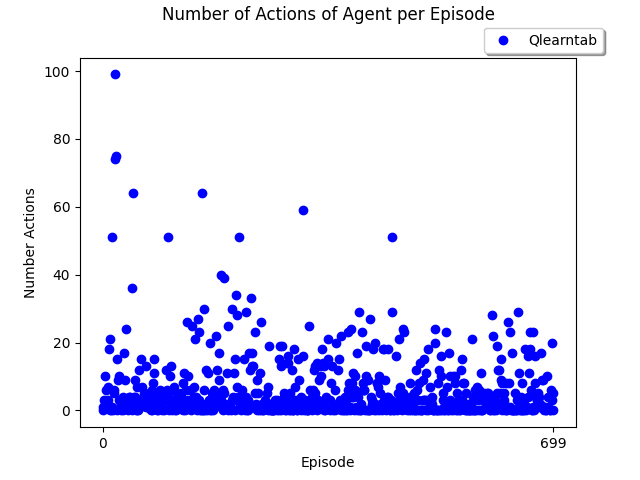 Number of Actions of Agent per Episode
Qlearntab
100
80
60
40
20
0
Number Actions
0
699
Episode